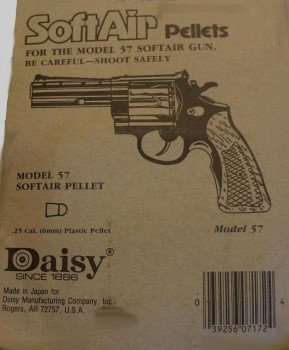 SoftAir Pellets
FOR THE MODEL 57 SOFTAIR GUN.
BE CAREFUL—SHOOT SAFELY
MODEL 57
SOFTAIR PELLET
.25 Cal. (6mm) Plastic Pellet
Model 57
Daisy®
SINCE 1886
Made in Japan for
Daisy Manufacturing Company, Inc.
Rogers, AR 72757, U.S.A.
0 39256 07172 4